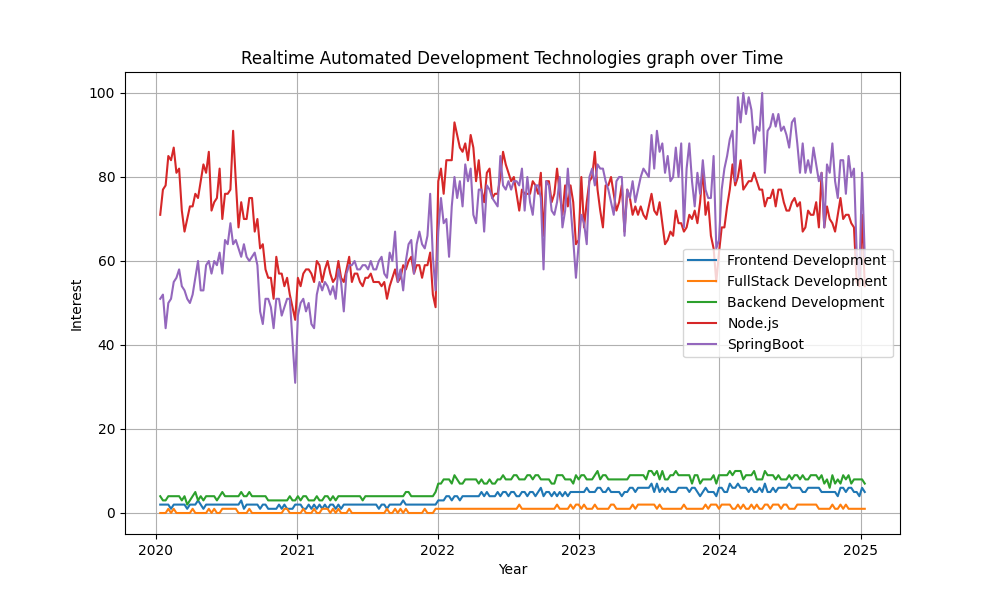 Realtime Automated Development Technologies graph over Time
100
80
60
40
20
0
Interest
Frontend Development
FullStack Development
Backend Development
Node.js
SpringBoot
2020
2021
2022
2023
2024
2025
Year